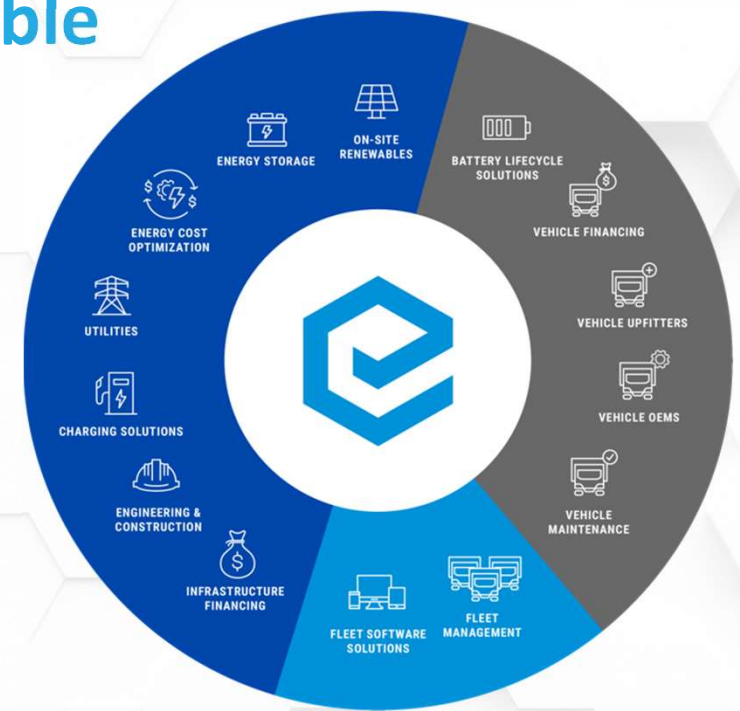 ble
ON-SITE
RENEWABLES
ENERGY STORAGE
ENERGY COST
OPTIMIZATION
UTILITIES
CHARGING SOLUTIONS
ENGINEERING &
CONSTRUCTION
INFRASTRUCTURE
FINANCING
FLEET SOFTWARE
SOLUTIONS
FLEET
MANAGEMENT
BATTERY LIFECYCLE
SOLUTIONS
VEHICLE FINANCING
VEHICLE UPFITTERS
VEHICLE OEMS
VEHICLE
MAINTENANCE